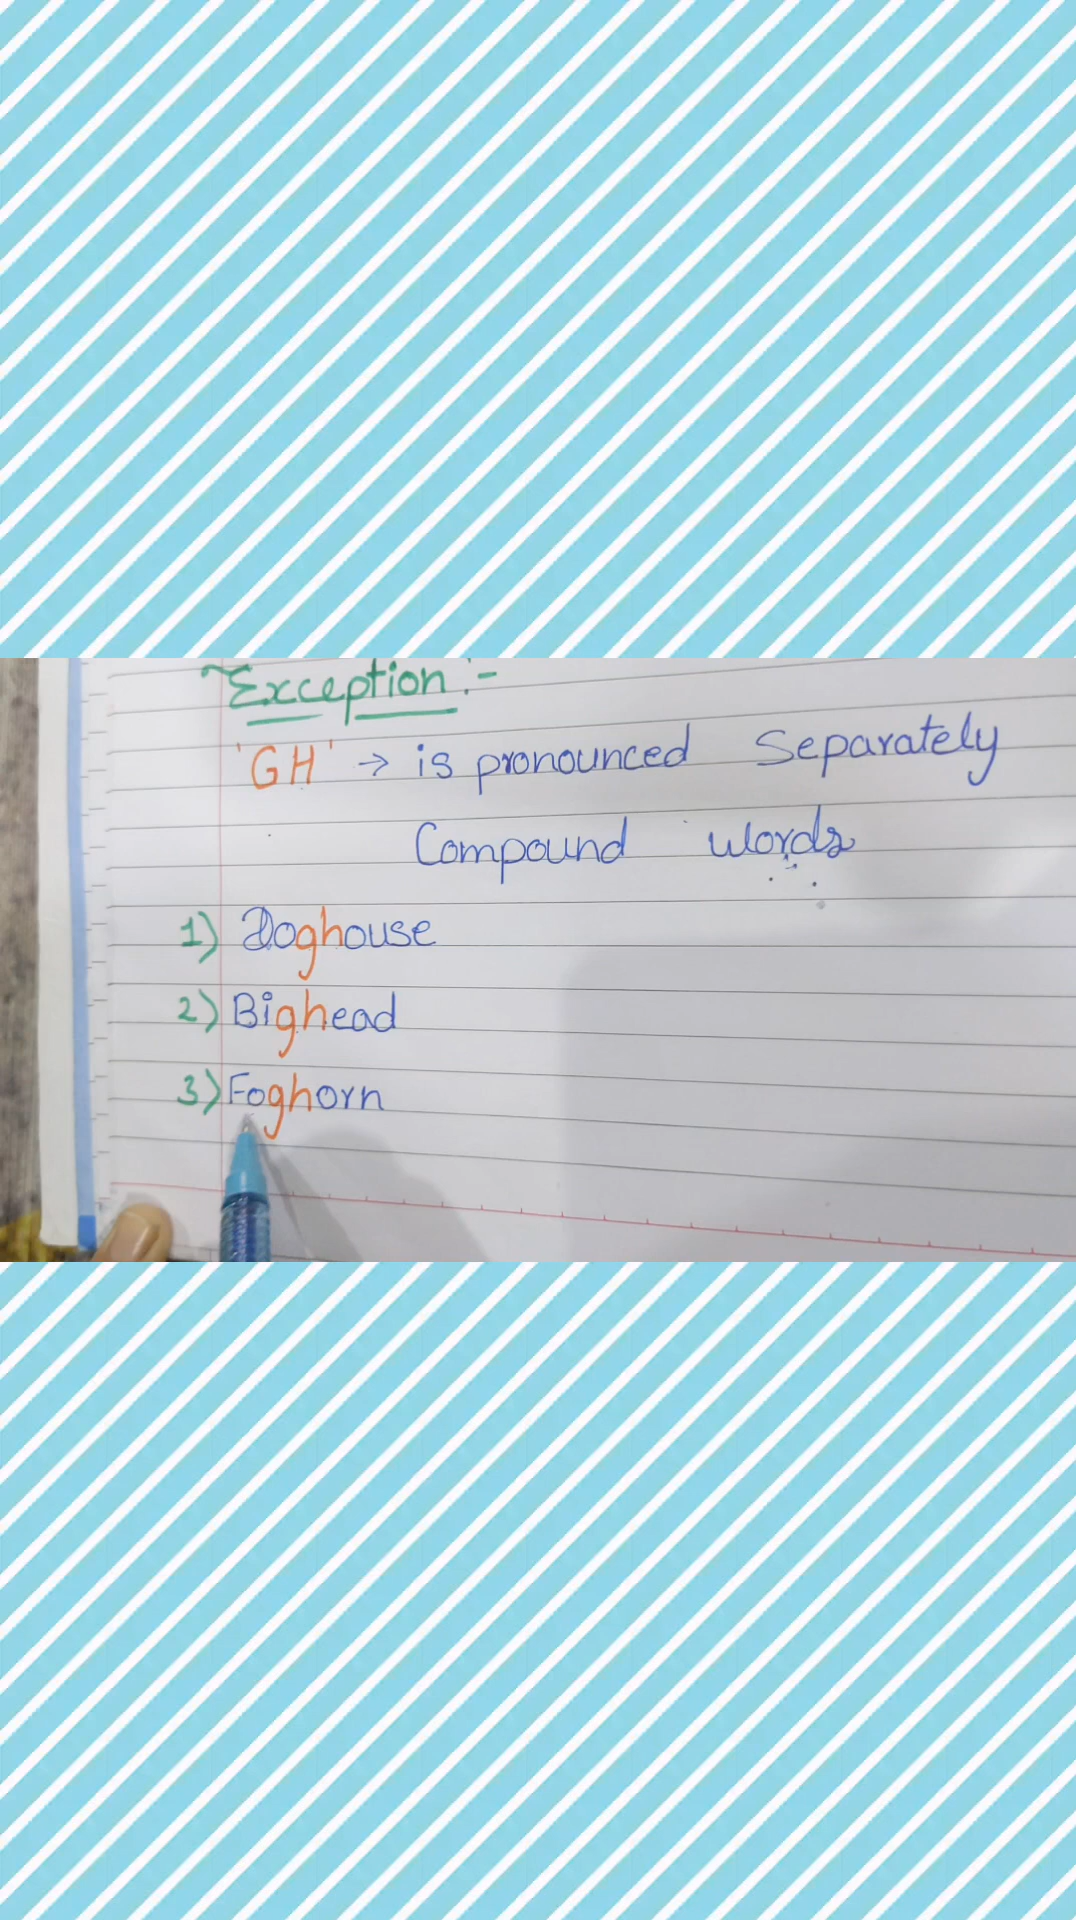 Exception :-
'GH' → is pronounced Separately
Compound words
1) Doghouse
2) Bighead
3) Foghorn